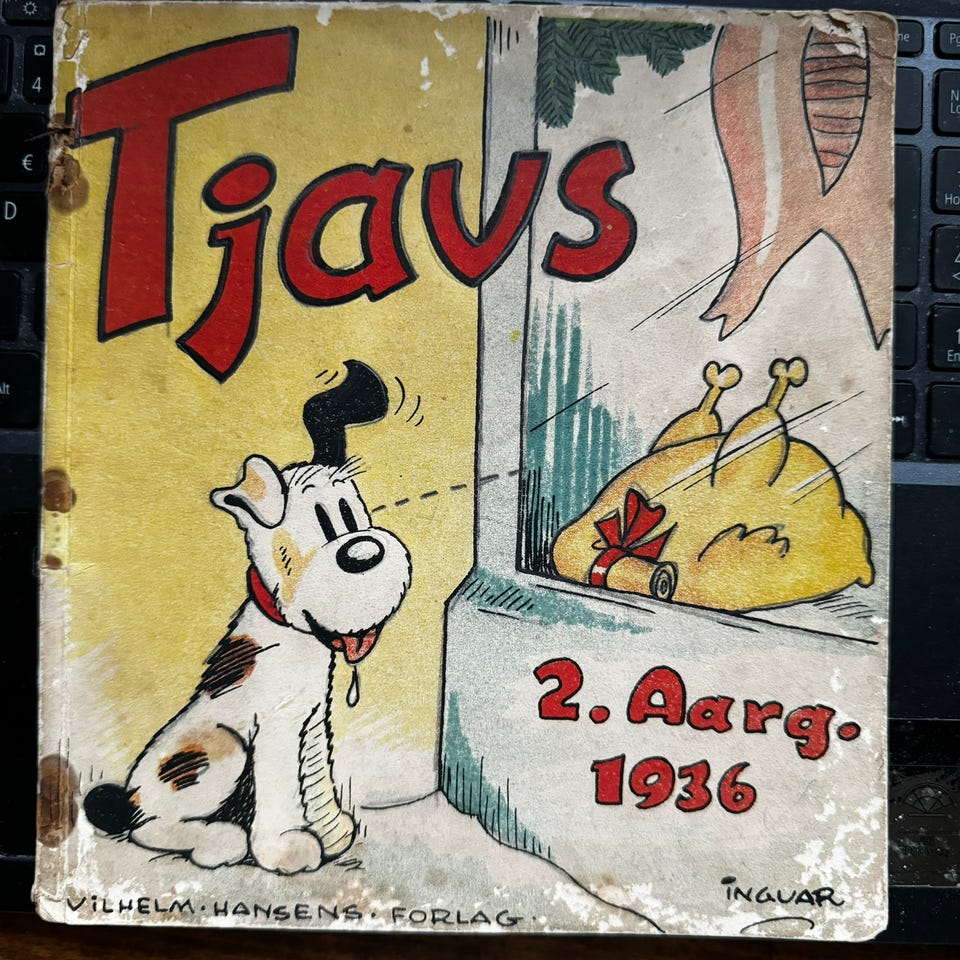 Tjavs
2. Aarg.
1936
INGVAR
VILHELM·HANSENS·FORLAG·